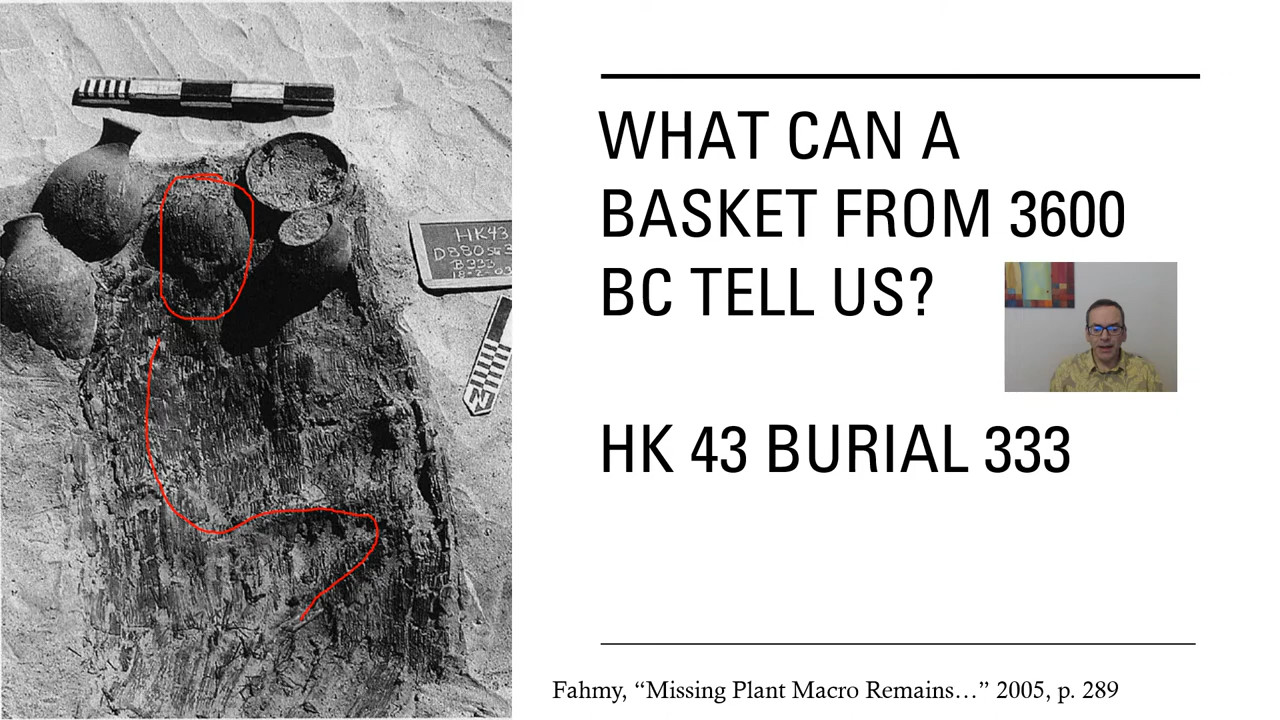 WHAT CAN A
BASKET FROM 3600
BC TELL US?
HK 43 BURIAL 333
Fahmy, “Missing Plant Macro Remains…” 2005, p. 289
HK43
B333